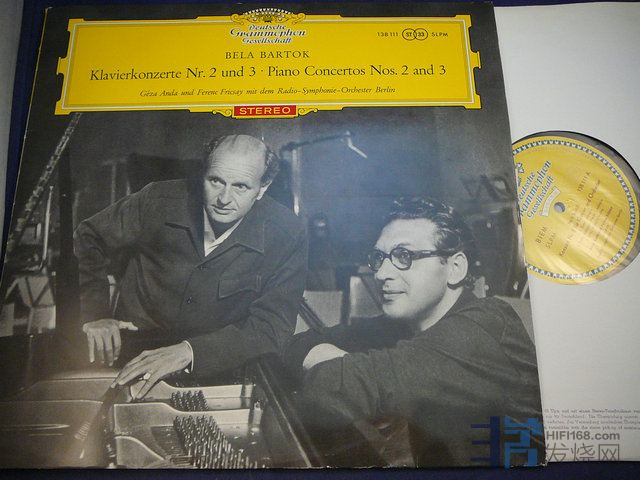 Deutsche
Grammophon
Gesellschaft
138 111 ST 33 SLPM
BELA BARTOK
Klavierkonzerte Nr. 2 und 3 · Piano Concertos Nos. 2 and 3
Géza Anda und Ferenc Fricsay mit dem Radio-Symphonie-Orchester Berlin
STEREO
Deutsche
Grammophon
Gesellschaft
BIEM
HIFI168.com
发烧网